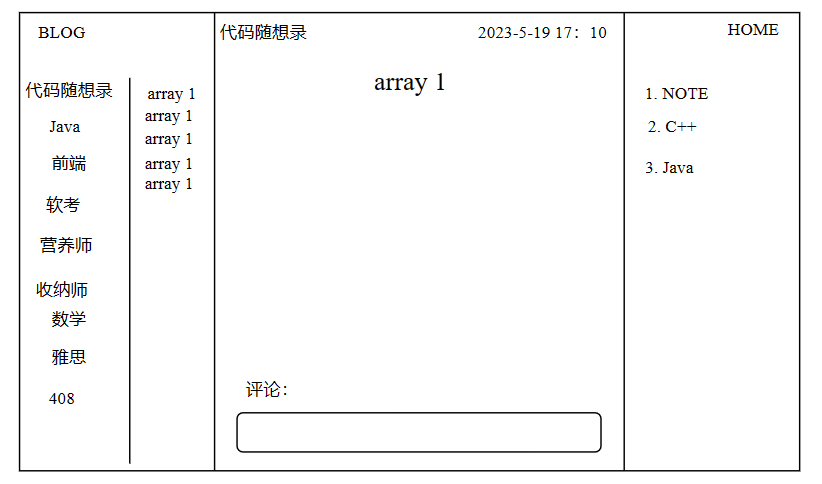 BLOG
代码随想录
Java
前端
软考
营养师
收纳师
数学
雅思
408
array 1
array 1
array 1
array 1
array 1
代码随想录 2023-5-19 17：10
array 1
评论：
HOME
1. NOTE
2. C++
3. Java